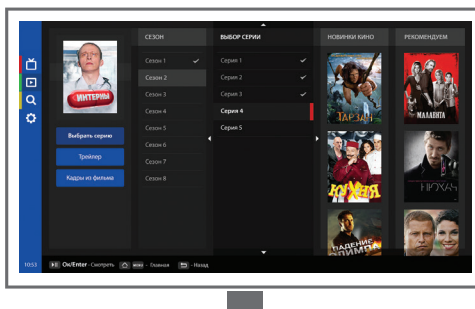 СЕЗОН
ВЫБОР СЕРИИ
НОВИНКИ КИНО
РЕКОМЕНДУЕМ
ИНТЕРНЫ
Выбрать серию
Трейлер
Кадры из фильма
Сезон 1
Сезон 2
Сезон 3
Сезон 4
Сезон 5
Сезон 6
Сезон 7
Сезон 8
Серия 1
Серия 2
Серия 3
Серия 4
Серия 5
ТАРЗАН
КУХНЯ
ПАДЕНИЕ
ОЛИМПА
МАЛАВИТА
НЮХАЧ
10:53
Ок/Enter - Смотреть
- Главная
- Назад